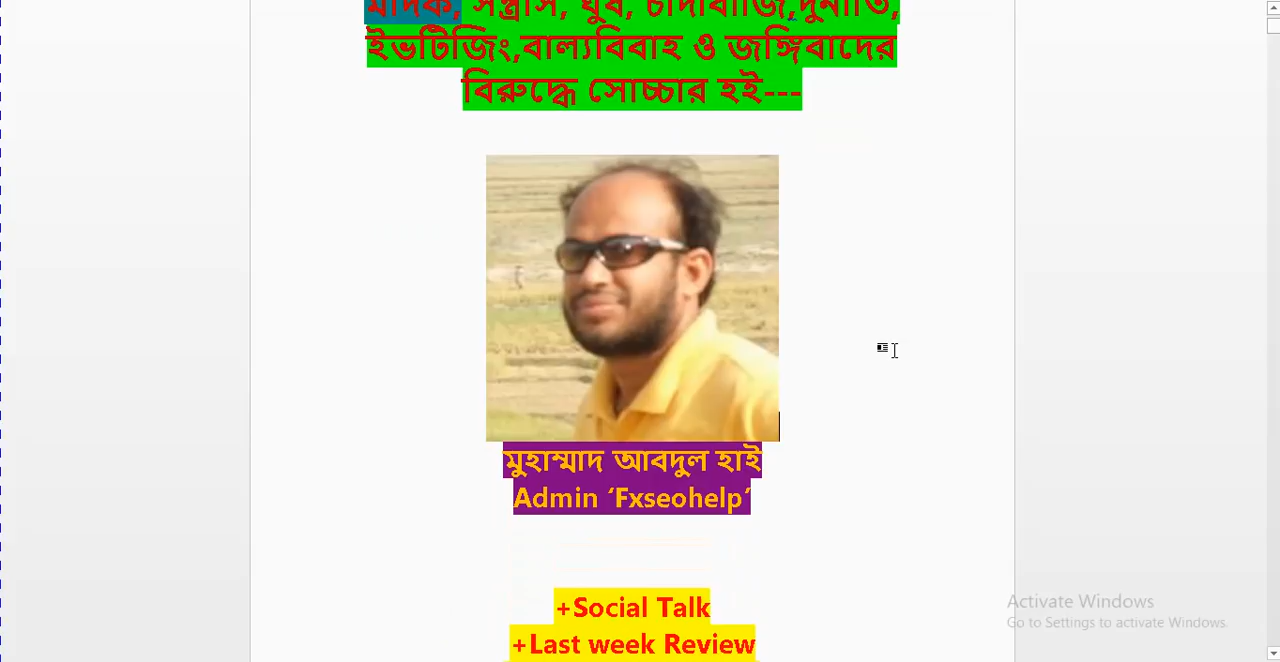 মাদক, সন্ত্রাস, ঘুষ, চাঁদাবাজি,দুর্নীতি,
ইভটিজিং,বাল্যবিবাহ ও জঙ্গিবাদের
বিরুদ্ধে সোচ্চার হই---
মুহাম্মাদ আবদুল হাই
Admin ‘Fxseohelp’
+Social Talk
+Last week Review
Activate Windows
Go to Settings to activate Windows.